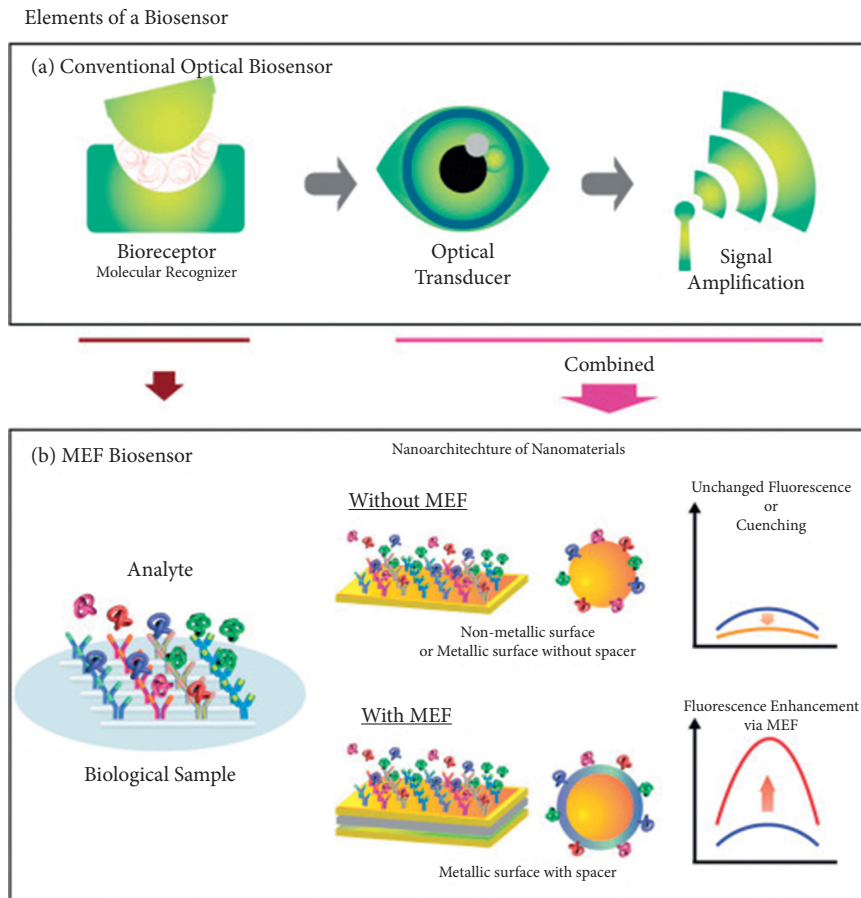 Elements of a Biosensor
(a) Conventional Optical Biosensor
Bioreceptor
Molecular Recognizer
Optical
Transducer
Signal
Amplification
Combined
(b) MEF Biosensor
Nanoarchitechture of Nanomaterials
Analyte
Biological Sample
Without MEF
Non-metallic surface
or Metallic surface without spacer
Unchanged Fluorescence
or
Cuenching
With MEF
Metallic surface with spacer
Fluorescence Enhancement
via MEF